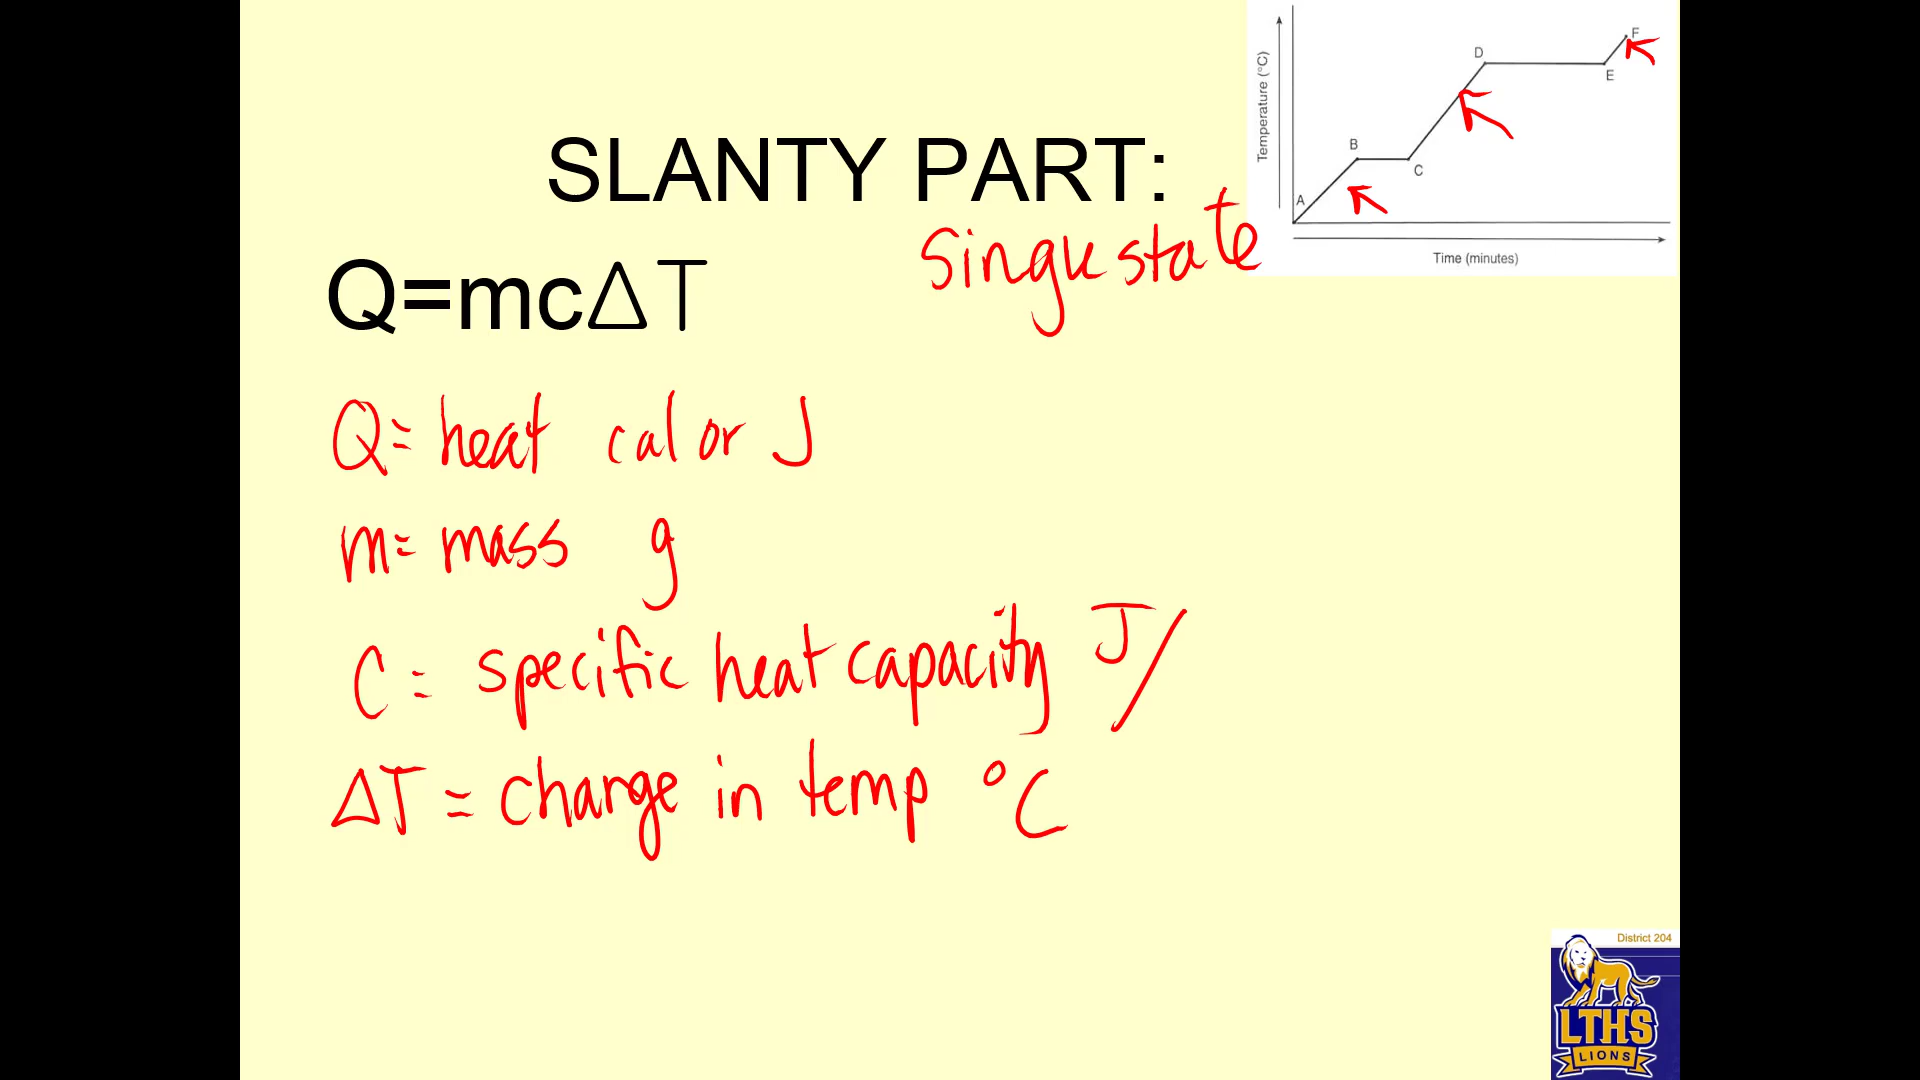 SLANTY PART:
Single state
Q=mcΔT
Q= heat cal or J
m= mass g
C= specific heat capacity J/
ΔT = change in temp °C
Temperature (°C)
A
B
C
D
E
F
Time (minutes)
District 204
LTHS
LIONS